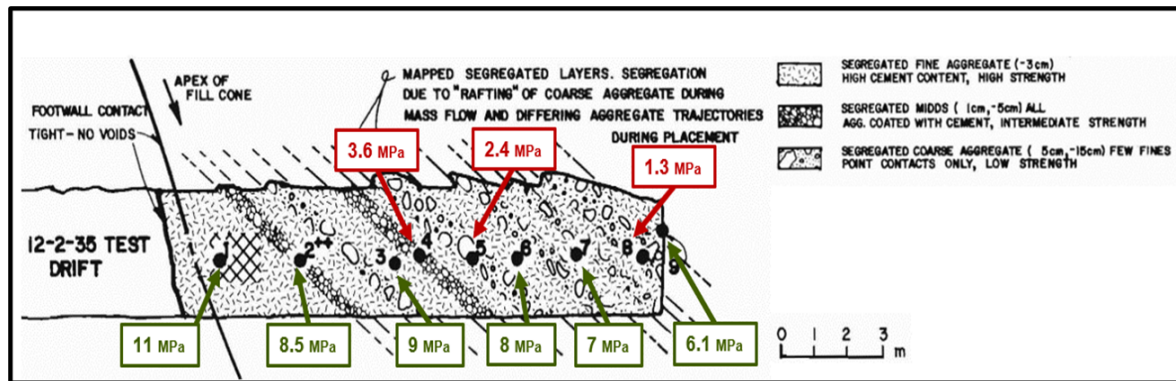 APEX OF
FILL CONE
FOOTWALL CONTACT
TIGHT-NO VOIDS
MAPPED SEGREGATED LAYERS. SEGREGATION
DUE TO "RAFTING" OF COARSE AGGREGATE DURING
MASS FLOW AND DIFFERING AGGREGATE TRAJECTORIES
DURING PLACEMENT
SEGREGATED FINE AGGREGATE (-3cm)
HIGH CEMENT CONTENT, HIGH STRENGTH
SEGREGATED MIDDS ( 1cm,-5cm) ALL
AGG. COATED WITH CEMENT, INTERMEDIATE STRENGTH
SEGREGATED COARSE AGGREGATE ( 5cm,-15cm) FEW FINES
POINT CONTACTS ONLY, LOW STRENGTH
3.6 MPa
2.4 MPa
1.3 MPa
12-2-35 TEST
DRIFT
1
2++
3
4
5
6
7
8
9
11 MPa
8.5 MPa
9 MPa
8 MPa
7 MPa
6.1 MPa
0 1 2 3
m